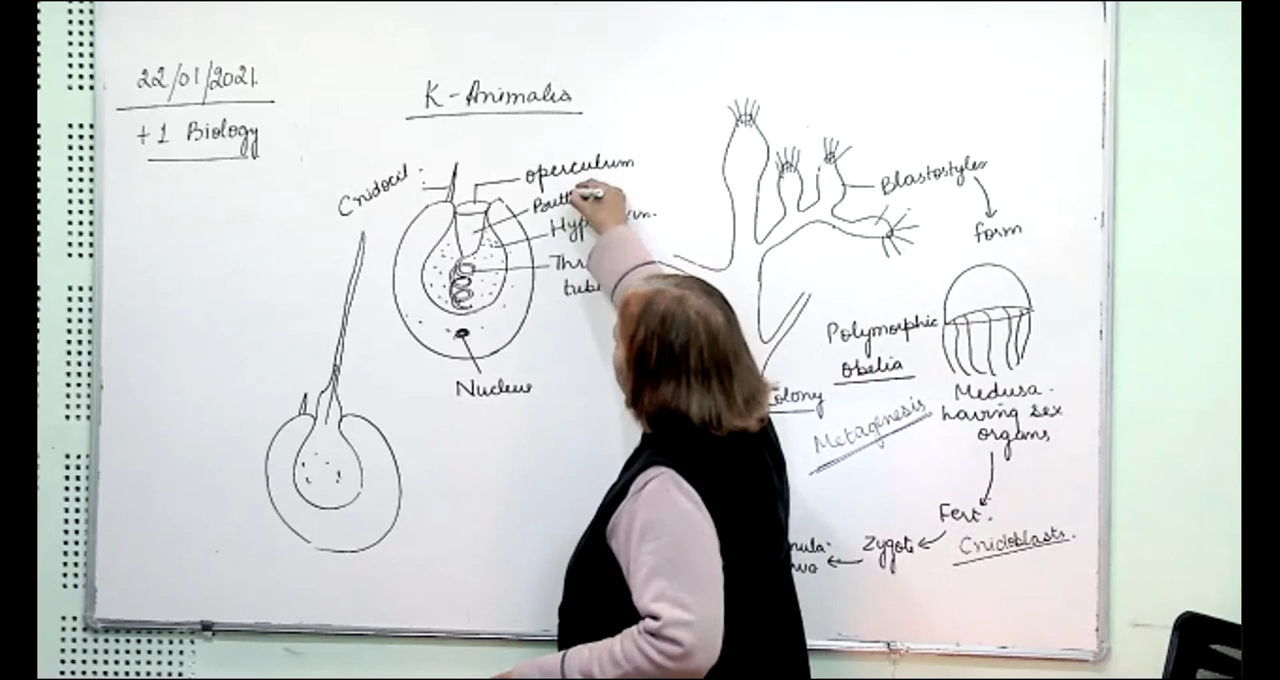 22/01/2021
+1 Biology
K-Animalia
Cnidocil
operculum
Nucleus
Blastostyles
form
Polymorphic
Obelia
Colony
Metagenesis
Medusa
having sex
organs
Fert.
Zygote
Cnidoblasts.